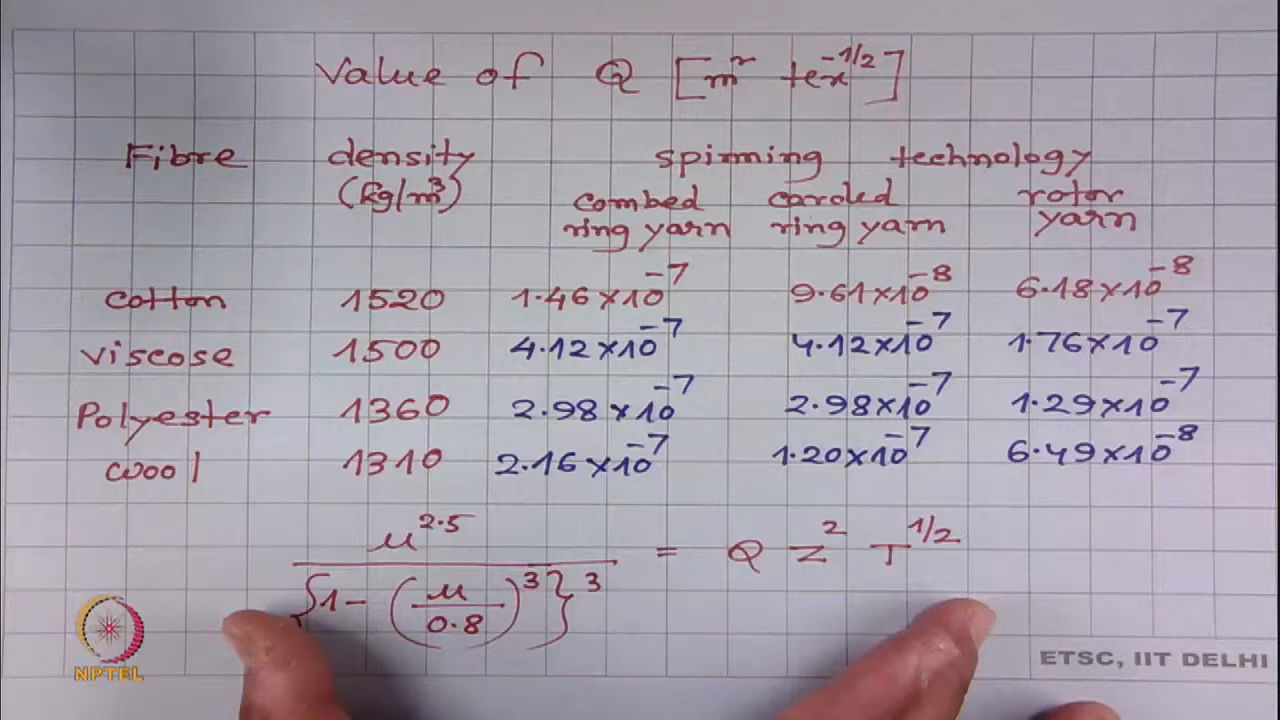 Value of Q [m² tex^-1/2]
Fibre density spinning technology
(kg/m³) combed carded rotor
ring yarn ring yarn yarn
cotton 1520 1.46×10^-7 9.61×10^-8 6.18×10^-8
viscose 1500 4.12×10^-7 4.12×10^-7 1.76×10^-7
Polyester 1360 2.98×10^-7 2.98×10^-7 1.29×10^-7
wool 1310 2.16×10^-7 1.20×10^-7 6.49×10^-8
μ^2.5 / {1-(μ/0.8)^3}^3 = Q Z^2 T^1/2
NPTEL
ETSC, IIT DELHI